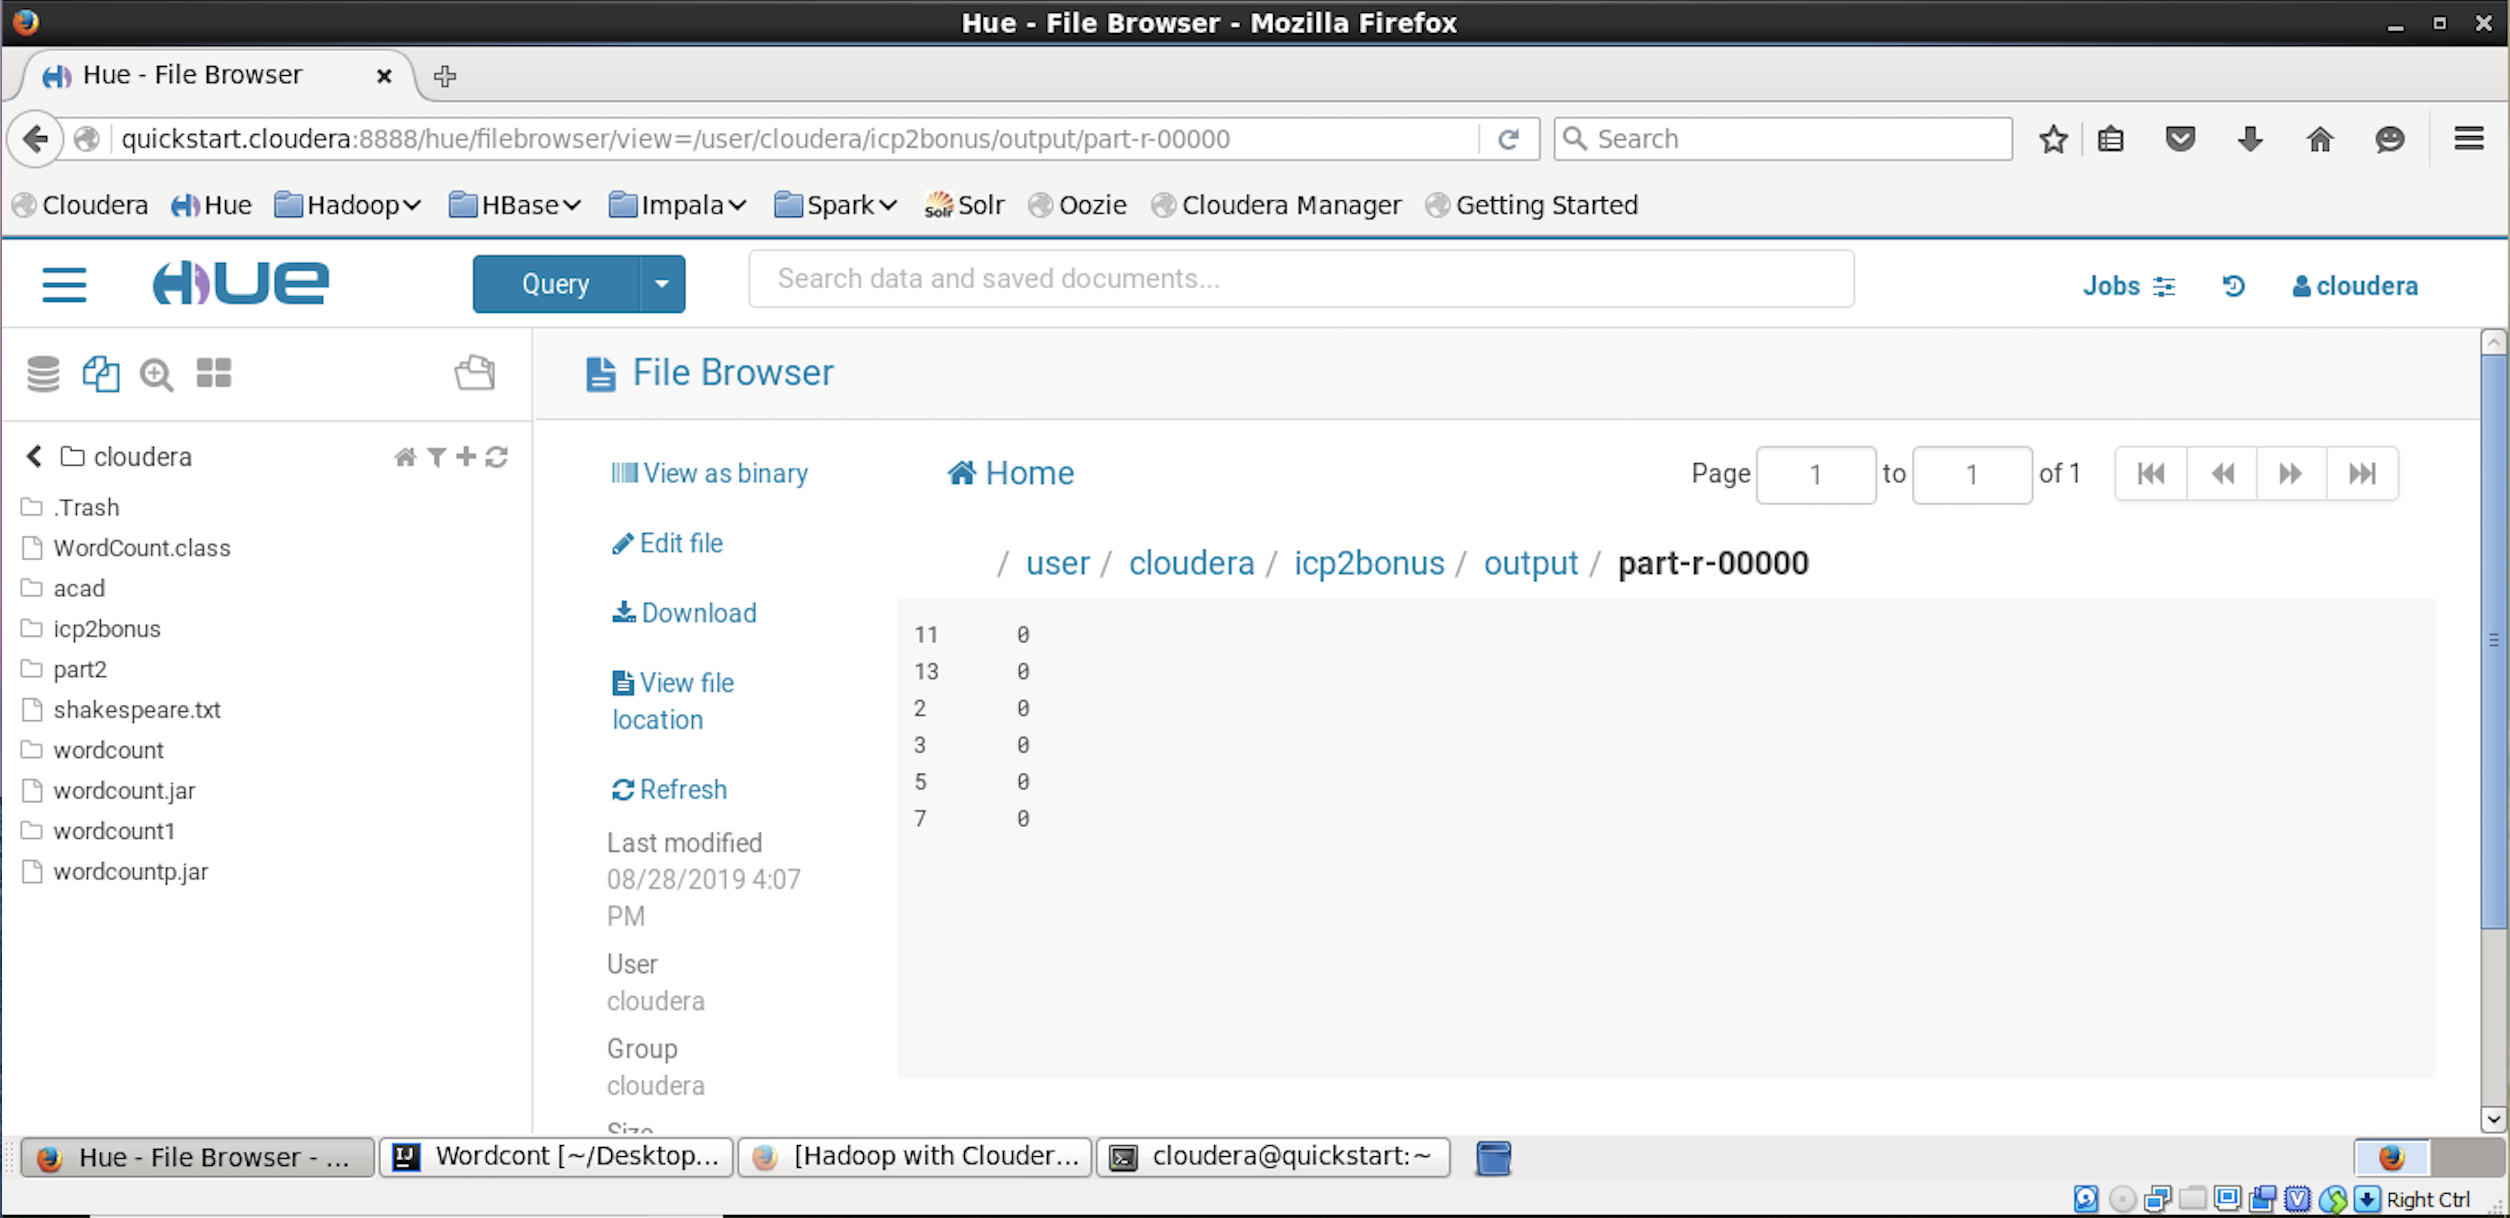 Hue - File Browser - Mozilla Firefox
Hue - File Browser
quickstart.cloudera:8888/hue/filebrowser/view=/user/cloudera/icp2bonus/output/part-r-00000
Search
Cloudera Hue Hadoop HBase Impala Spark Solr Solr Oozie Cloudera Manager Getting Started
HUE
Query
Search data and saved documents...
Jobs
cloudera
File Browser
cloudera
.Trash
WordCount.class
acad
icp2bonus
part2
shakespeare.txt
wordcount
wordcount.jar
wordcount1
wordcountp.jar
View as binary
Edit file
Download
View file
location
Refresh
Last modified
08/28/2019 4:07
PM
User
cloudera
Group
cloudera
Size
Home
Page 1 to 1 of 1
/ user / cloudera / icp2bonus / output / part-r-00000
11 0
13 0
2 0
3 0
5 0
7 0
Hue - File Browser - ...
IJ Wordcont [~/Desktop...
[Hadoop with Clouder...
cloudera@quickstart:~
Right Ctrl